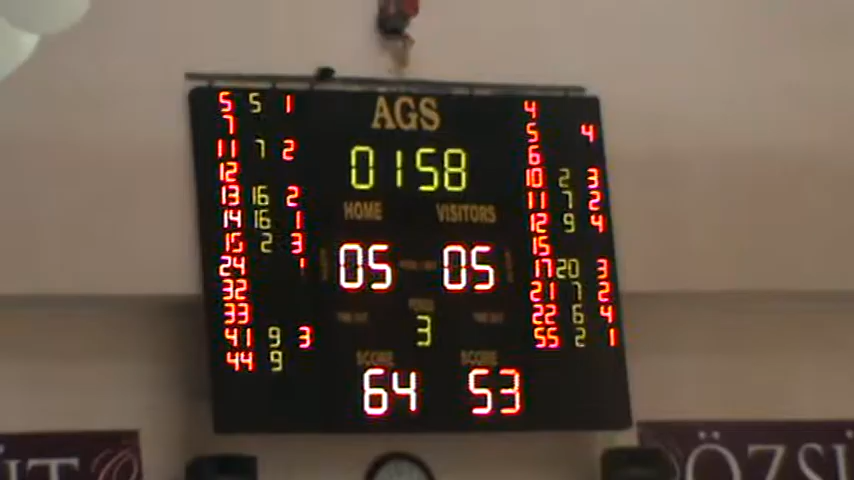 AGS
0158
HOME VISITORS
05 05
3
SCORE SCORE
64 53
5 5 1
7
11 7 2
12
13 16 2
14 16 1
15 2 3
24 1
32
33
41 9 3
44 9
4
5 4
6
10 2 3
11 7 2
12 9 4
15
17 20 3
21 7 2
22 6 4
55 2 1
ÖZSÜ